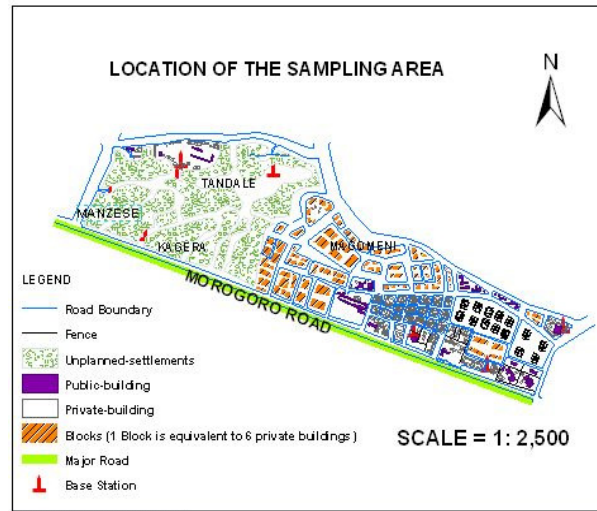 LOCATION OF THE SAMPLING AREA
N
TANDALE
MANZESE
KAGERA
MAGOMENI
MOROGORO ROAD
LEGEND
Road Boundary
Fence
Unplanned-settlements
Public-building
Private-building
Blocks (1 Block is equivalent to 6 private buildings )
Major Road
Base Station
SCALE = 1: 2,500